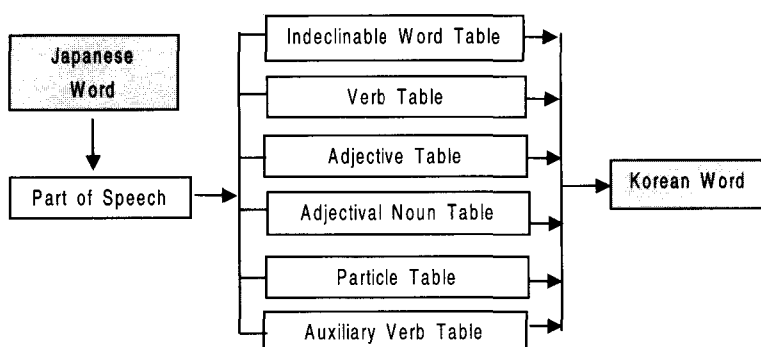 Japanese
Word
Part of Speech
Indeclinable Word Table
Verb Table
Adjective Table
Adjectival Noun Table
Particle Table
Auxiliary Verb Table
Korean Word